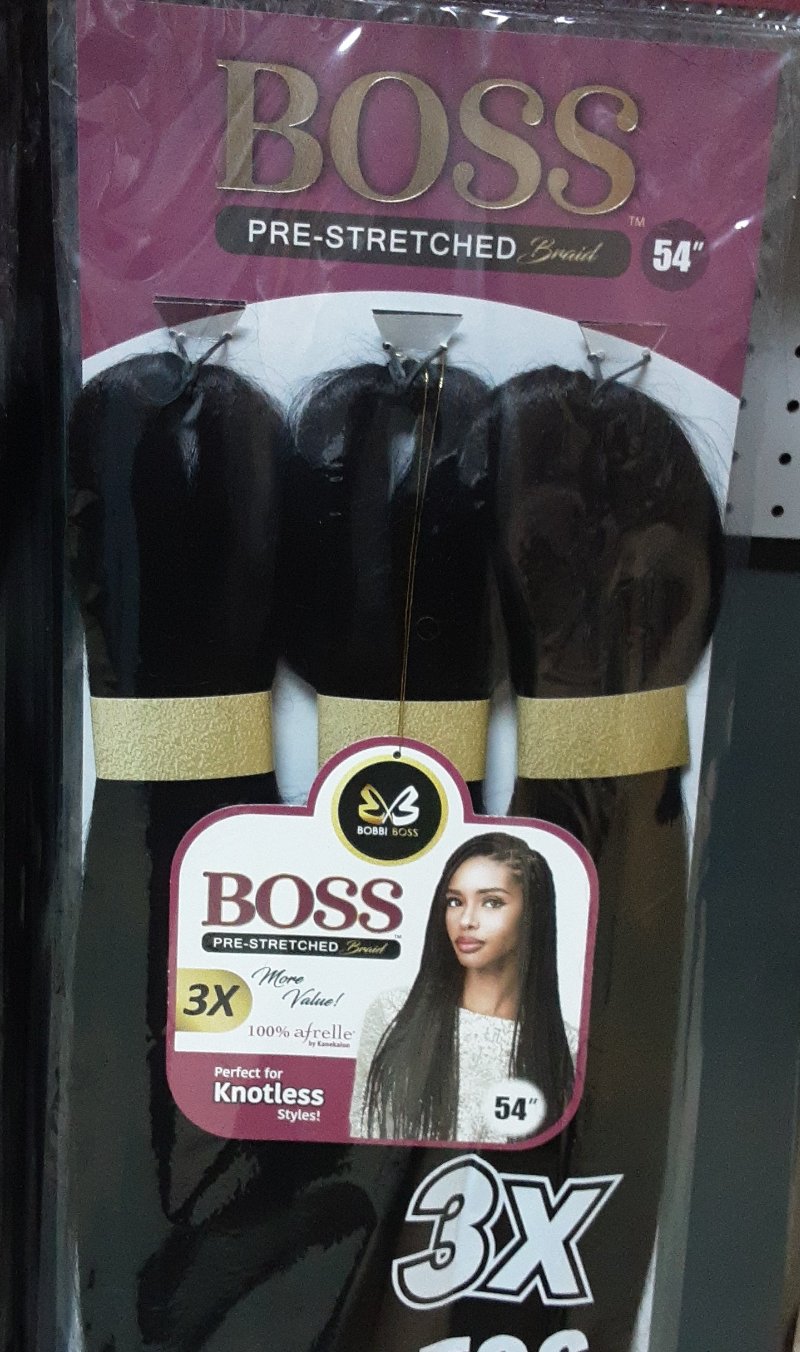 BOSS
TM
PRE-STRETCHED Braid
54"
BOBBI BOSS
BOSS
TM
PRE-STRETCHED Braid
3X
More
Value!
100% afrelle
by Kanekalon
Perfect for
Knotless
Styles!
54"
3X